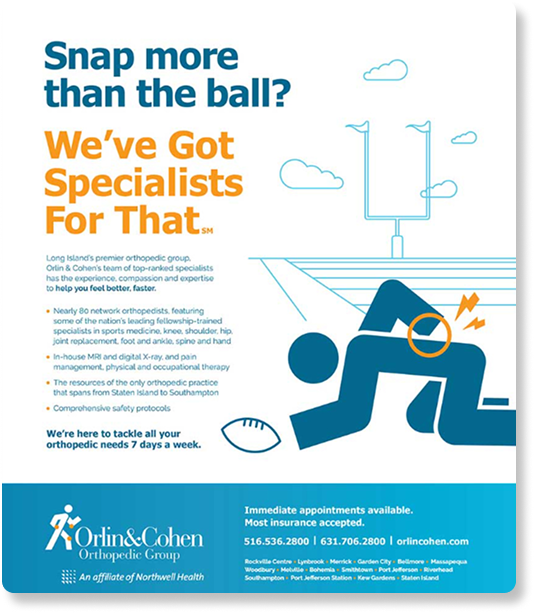 Snap more
than the ball?
We've Got
Specialists
For That℠
Long Island's premier orthopedic group,
Orlin & Cohen's team of top-ranked specialists
has the experience, compassion and expertise
to help you feel better, faster.
• Nearly 80 network orthopedists, featuring
some of the nation's leading fellowship-trained
specialists in sports medicine, knee, shoulder, hip,
joint replacement, foot and ankle, spine and hand
• In-house MRI and digital X-ray, and pain
management, physical and occupational therapy
• The resources of the only orthopedic practice
that spans from Staten Island to Southampton
• Comprehensive safety protocols
We're here to tackle all your
orthopedic needs 7 days a week.
Orlin&Cohen
Orthopedic Group
An affiliate of Northwell Health
Immediate appointments available.
Most insurance accepted.
516.536.2800 | 631.706.2800 | orlincohen.com
Rockville Centre • Lynbrook • Merrick • Garden City • Bellmore • Massapequa
Woodbury • Melville • Bohemia • Smithtown • Port Jefferson • Riverhead
Southampton • Port Jefferson Station • Kew Gardens • Staten Island